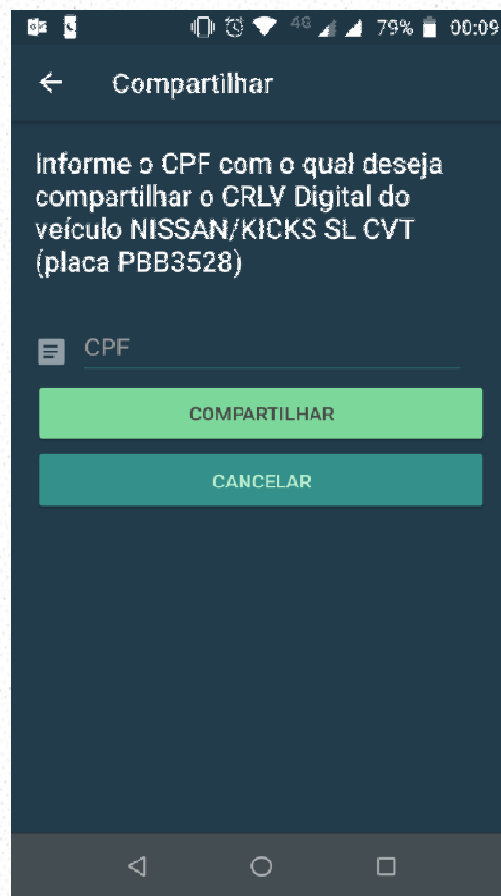 4G 79% 00:09
Compartilhar
Informe o CPF com o qual deseja
compartilhar o CRLV Digital do
veículo NISSAN/KICKS SL CVT
(placa PBB3528)
CPF
COMPARTILHAR
CANCELAR